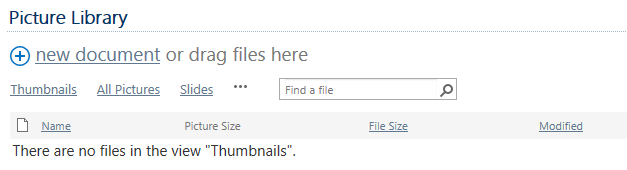 Picture Library
new document or drag files here
Thumbnails All Pictures Slides ••• Find a file
Name Picture Size File Size Modified
There are no files in the view "Thumbnails".